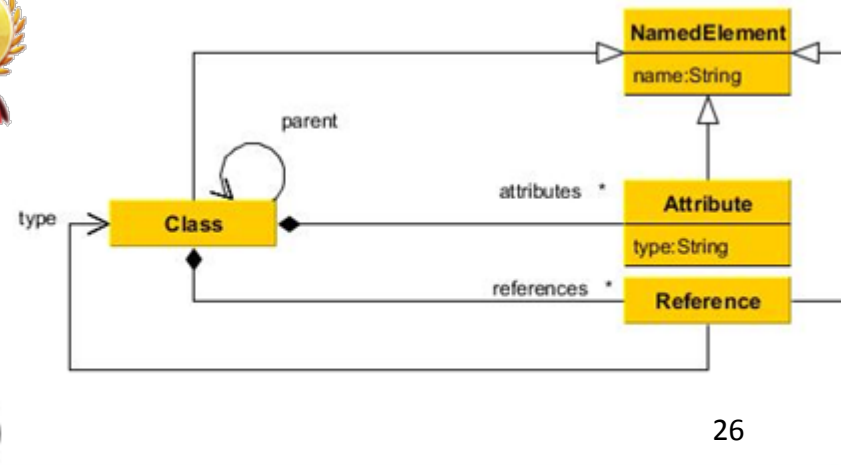 NamedElement
name:String
parent
attributes *
Attribute
type:String
type
Class
references *
Reference
26